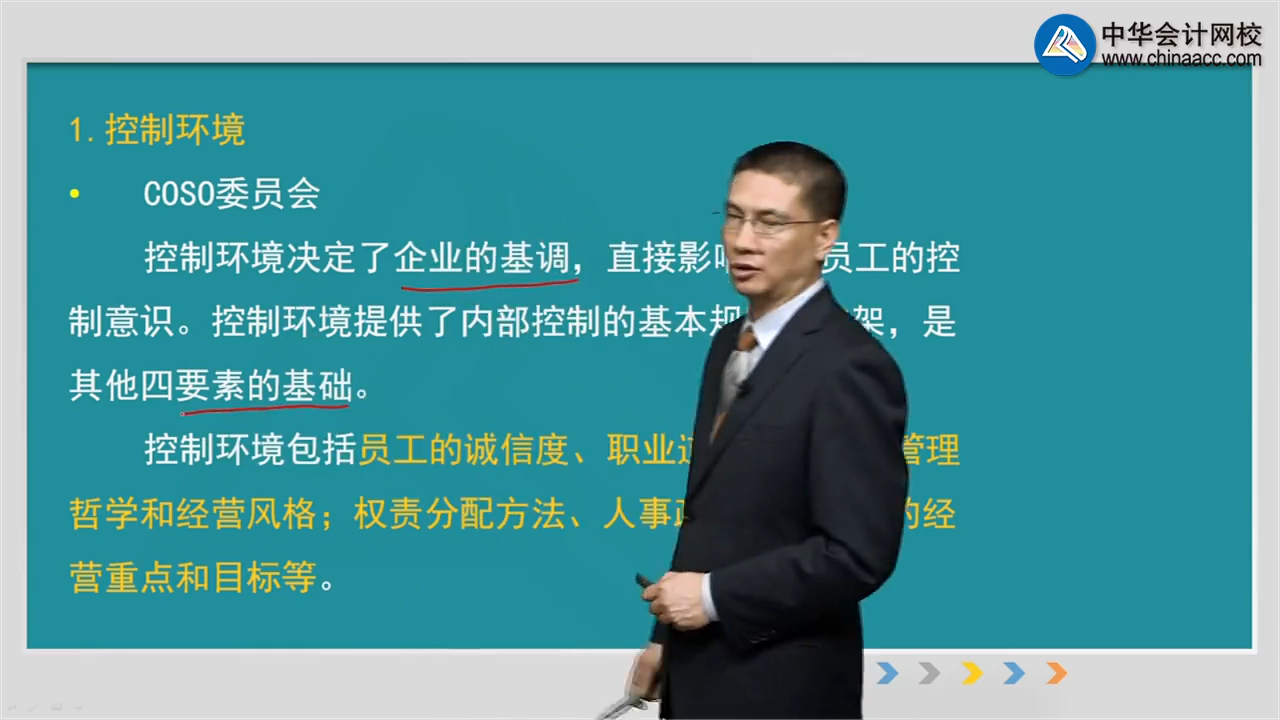 中华会计网校
www.chinaacc.com
1.控制环境
• COSO委员会
控制环境决定了企业的基调，直接影 员工的控
制意识。控制环境提供了内部控制的基本规 架，是
其他四要素的基础。
控制环境包括员工的诚信度、职业 管理
哲学和经营风格；权责分配方法、人事 的经
营重点和目标等。